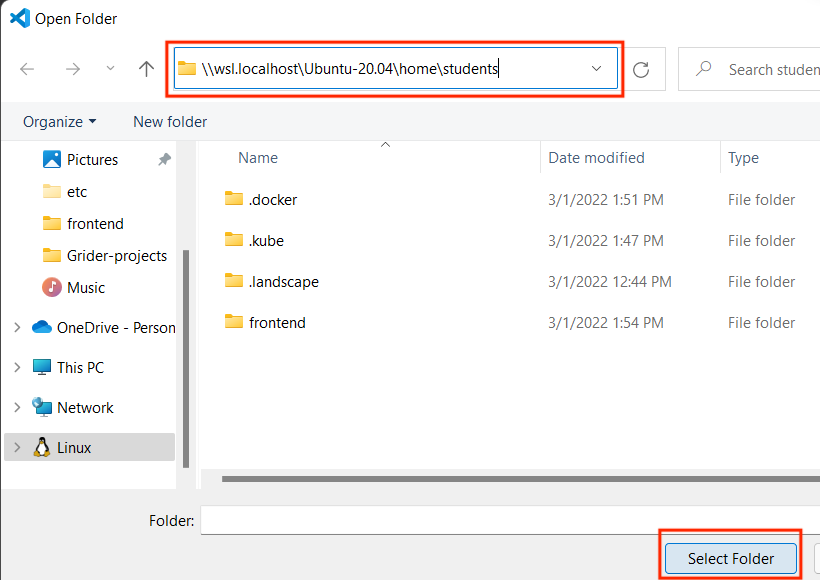 Open Folder
\\wsl.localhost\Ubuntu-20.04\home\students
Search studen
Organize
New folder
Name
Date modified
Type
Pictures
etc
frontend
Grider-projects
Music
OneDrive - Person
This PC
Network
Linux
.docker 3/1/2022 1:51 PM File folder
.kube 3/1/2022 1:47 PM File folder
.landscape 3/1/2022 12:44 PM File folder
frontend 3/1/2022 1:54 PM File folder
Folder:
Select Folder